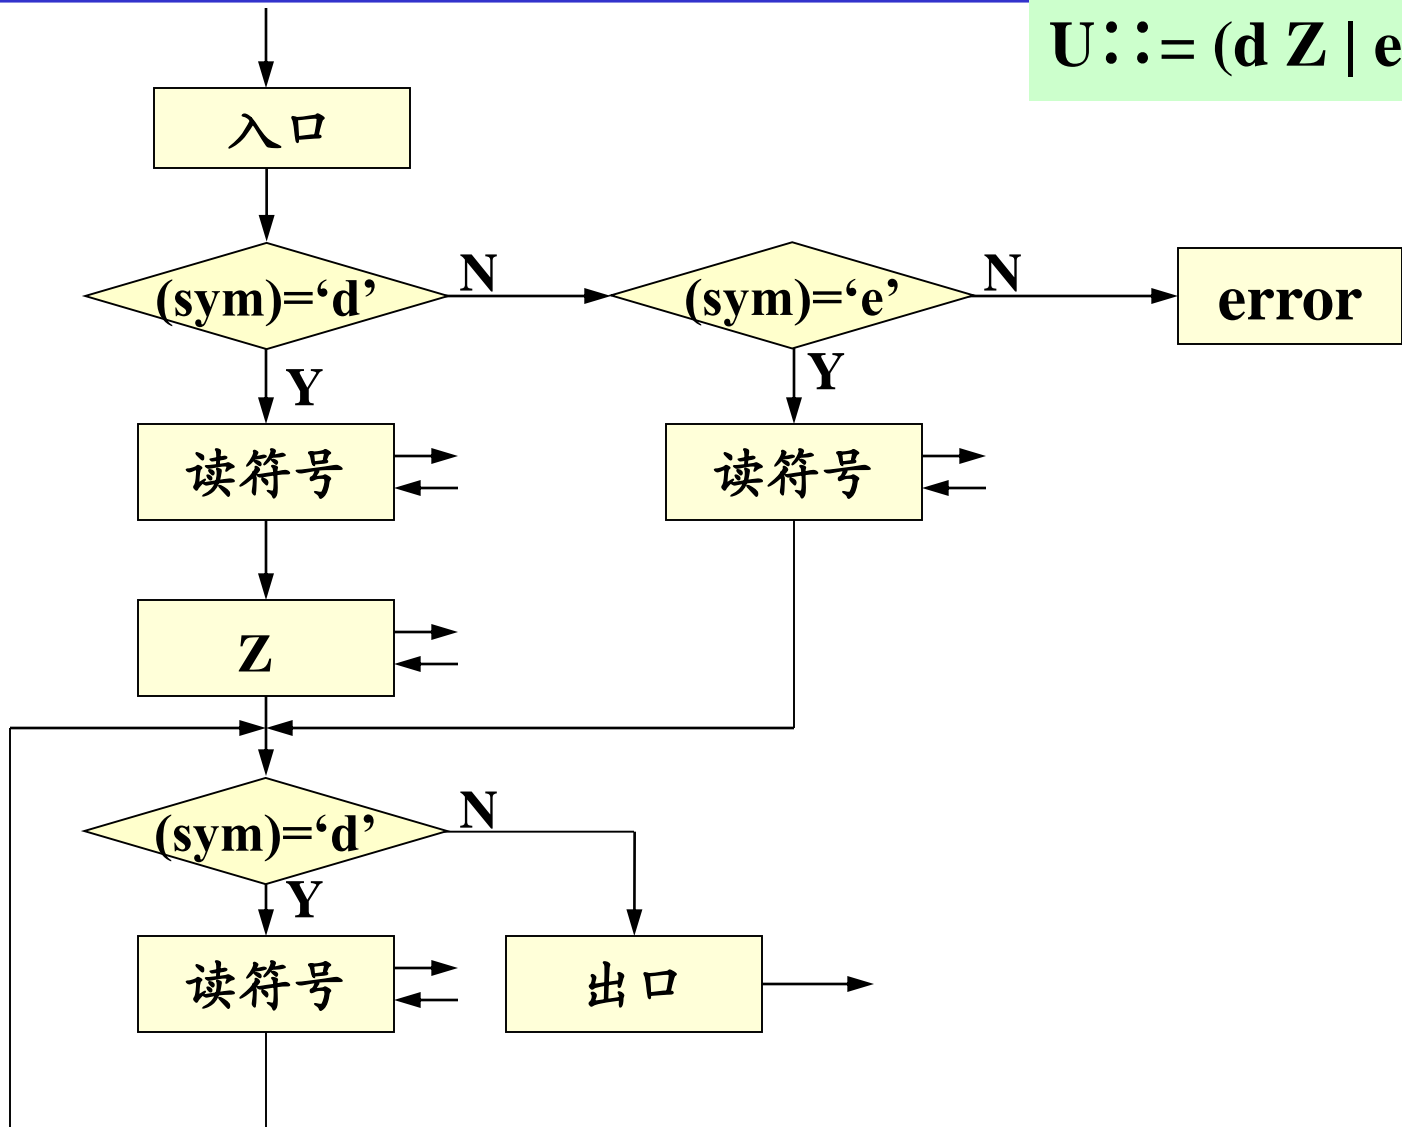 U::= (d Z | e
入口
(sym)=‘d’
N
(sym)=‘e’
N
error
Y
Y
读符号
读符号
Z
(sym)=‘d’
N
Y
读符号
出口